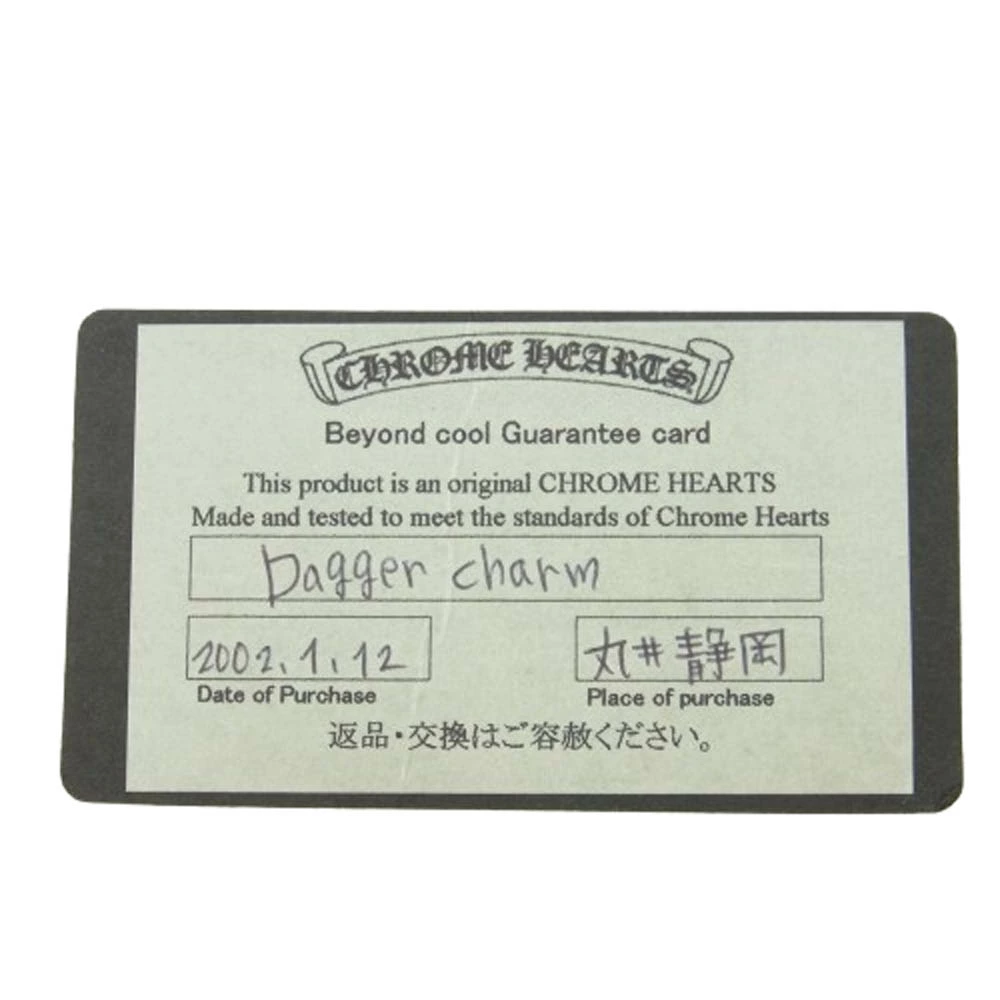 CHROME HEARTS
Beyond cool Guarantee card
This product is an original CHROME HEARTS
Made and tested to meet the standards of Chrome Hearts
Dagger charm
2002.1.12
丸井 静岡
Date of Purchase
Place of purchase
返品・交換はご容赦ください。